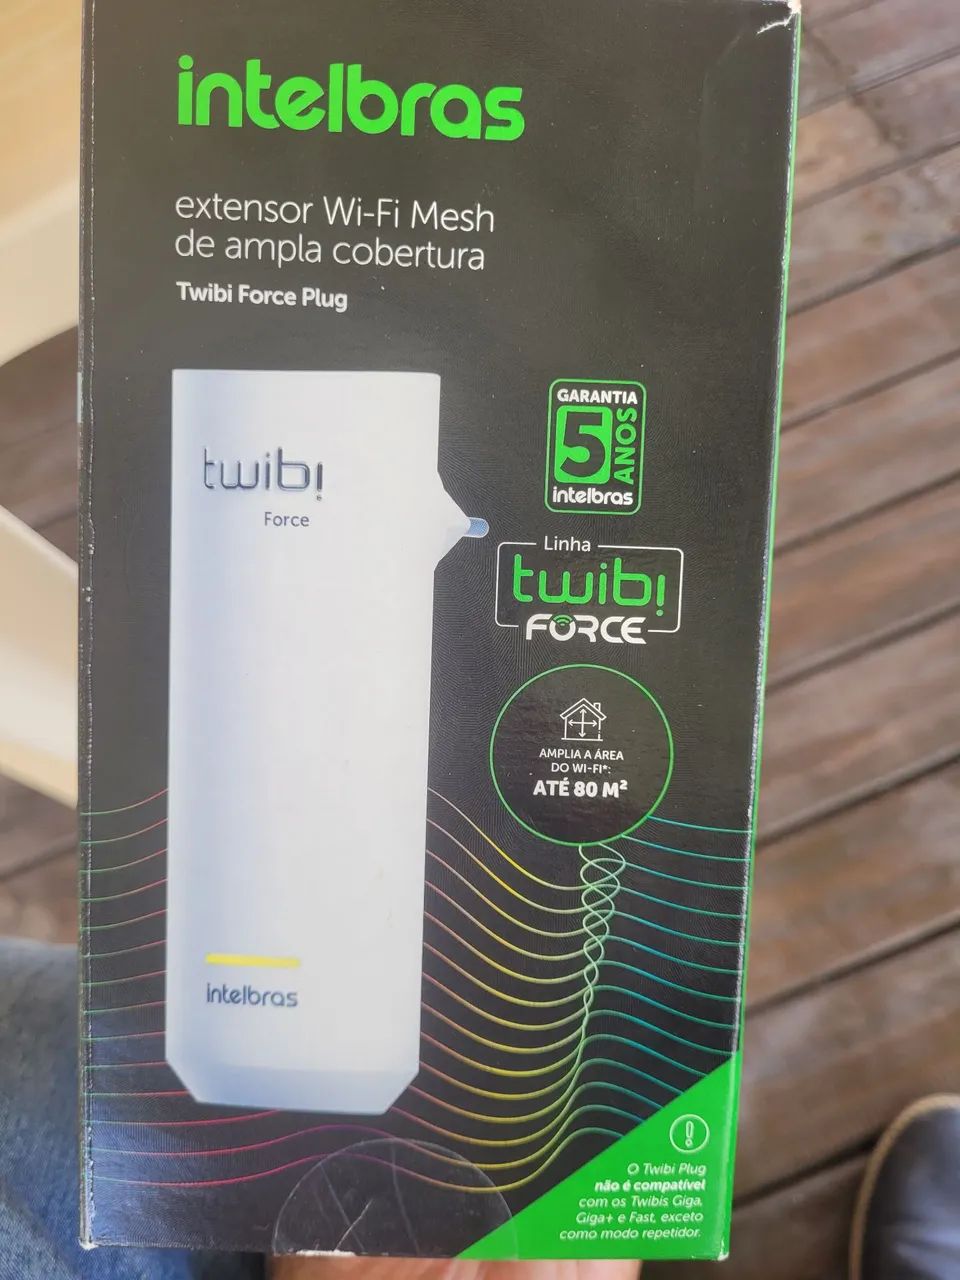 intelbras
extensor Wi-Fi Mesh
de ampla cobertura
Twibi Force Plug
twibi
Force
GARANTIA
5 ANOS
intelbras
Linha
twibi
FORCE
AMPLIA A ÁREA
DO WI-FI*:
ATÉ 80 M²
intelbras
O Twibi Plug
não é compatível
com os Twibis Giga,
Giga+ e Fast, exceto
como modo repetidor.